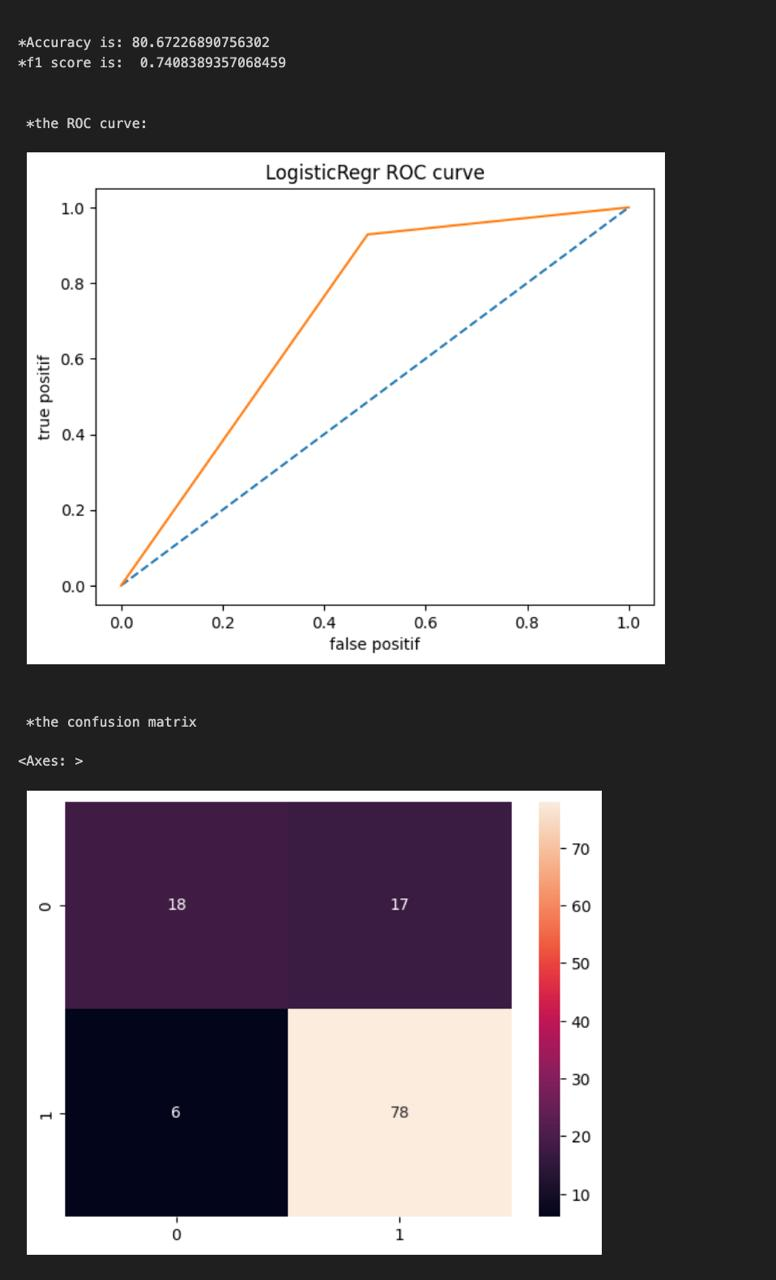 *Accuracy is: 80.67226890756302
*f1 score is:  0.7408389357068459
*the ROC curve:
LogisticRegr ROC curve
1.0
0.8
0.6
0.4
0.2
0.0
true positif
0.0 0.2 0.4 0.6 0.8 1.0
false positif
*the confusion matrix
<Axes: >
0 18 17
1 6 78
0 1
70
60
50
40
30
20
10